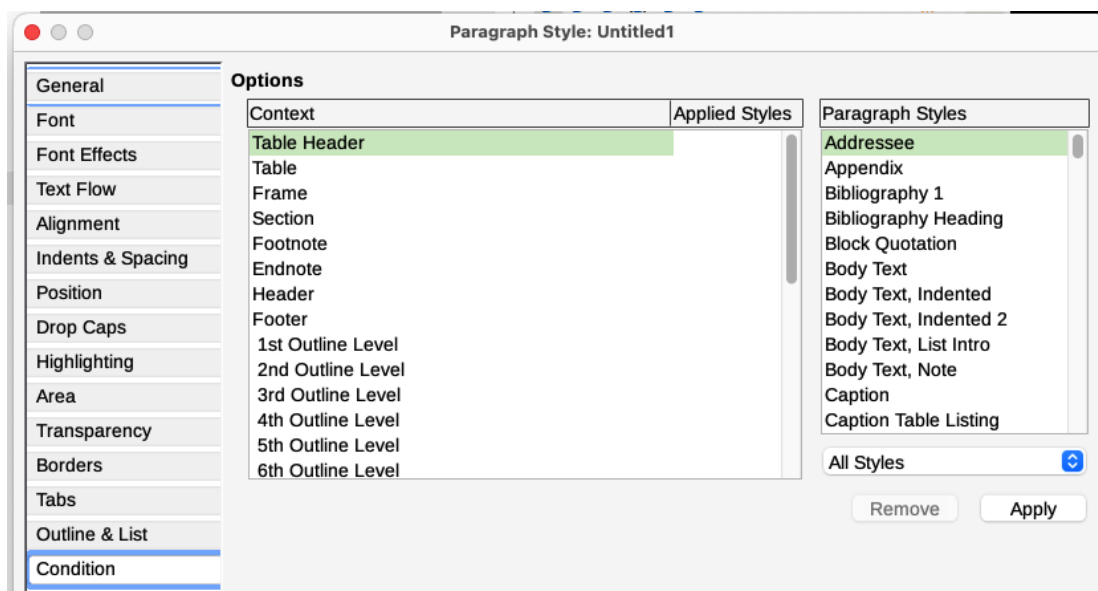 Paragraph Style: Untitled1
General
Font
Font Effects
Text Flow
Alignment
Indents & Spacing
Position
Drop Caps
Highlighting
Area
Transparency
Borders
Tabs
Outline & List
Condition
Options
Context
Applied Styles
Table Header
Table
Frame
Section
Footnote
Endnote
Header
Footer
1st Outline Level
2nd Outline Level
3rd Outline Level
4th Outline Level
5th Outline Level
6th Outline Level
Paragraph Styles
Addressee
Appendix
Bibliography 1
Bibliography Heading
Block Quotation
Body Text
Body Text, Indented
Body Text, Indented 2
Body Text, List Intro
Body Text, Note
Caption
Caption Table Listing
All Styles
Remove
Apply